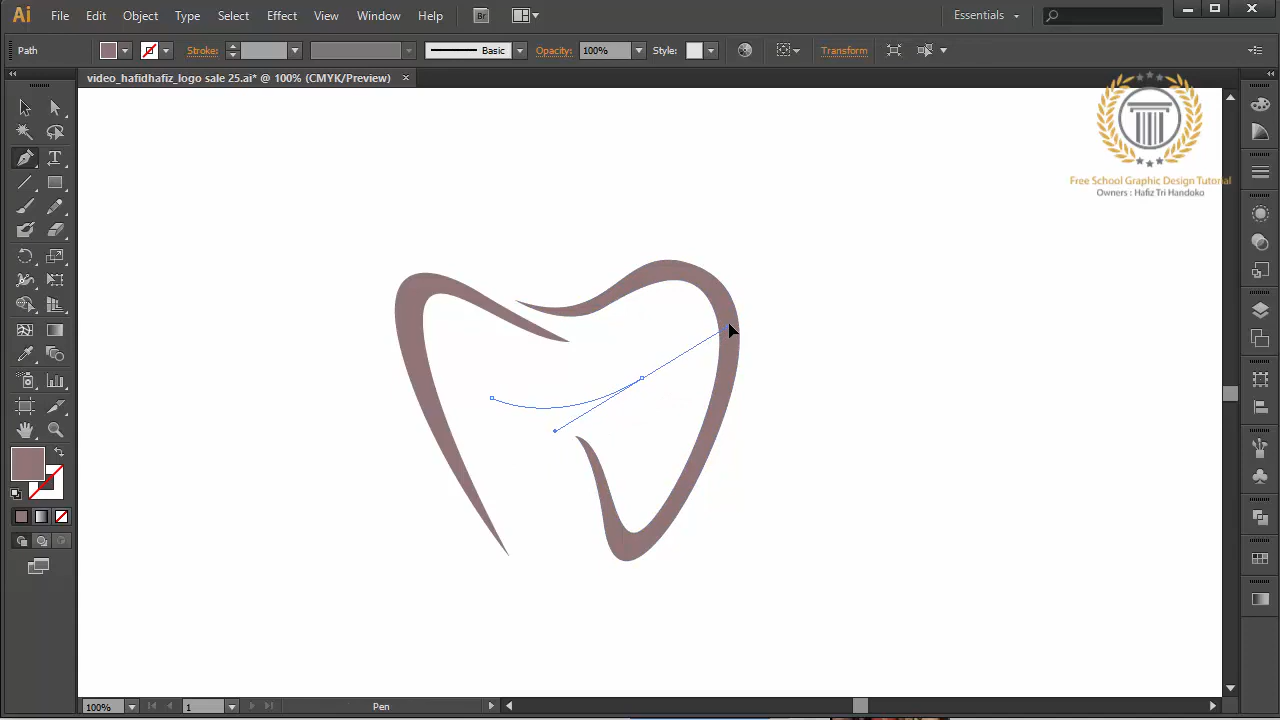 Ai File Edit Object Type Select Effect View Window Help Br Essentials
Path Stroke: Basic Opacity: 100% Style: Transform
video_hafidhafiz_logo sale 25.ai* @ 100% (CMYK/Preview)
T
Free School Graphic Design Tutorial
Owners : Hafiz Tri Handoko
100% 1 Pen